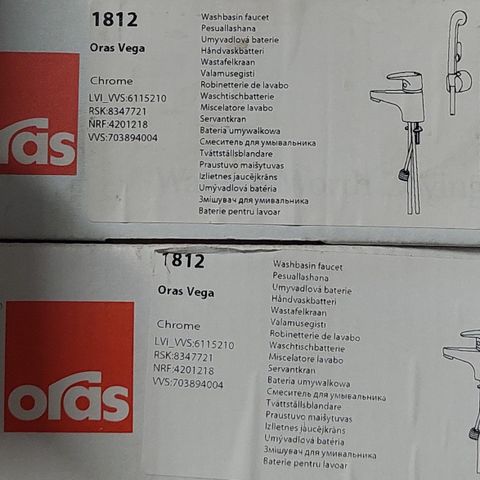 1812
Oras Vega
Chrome
LVI_VVS:6115210
RSK:8347721
NRF:4201218
VVS:703894004
Washbasin faucet
Pesuallashana
Umyvadlová baterie
Håndvaskbatteri
Wastafelkraan
Valamusegisti
Robinetterie de lavabo
Waschtischbatterie
Miscelatore lavabo
Servantkran
Bateria umywalkowa
Смеситель для умывальника
Tvättställsblandare
Praustuvo maišytuvas
Izlietnes jaucējkrāns
Umývadlová batéria
Змішувач для умивальника
Baterie pentru lavoar
oras
1812
Oras Vega
Chrome
LVI_VVS:6115210
RSK:8347721
NRF:4201218
VVS:703894004
Washbasin faucet
Pesuallashana
Umyvadlová baterie
Håndvaskbatteri
Wastafelkraan
Valamusegisti
Robinetterie de lavabo
Waschtischbatterie
Miscelatore lavabo
Servantkran
Bateria umywalkowa
Смеситель для умывальника
Tvättställsblandare
Praustuvo maišytuvas
Izlietnes jaucējkrāns
Umývadlová batéria
Змішувач для умивальника
Baterie pentru lavoar
oras